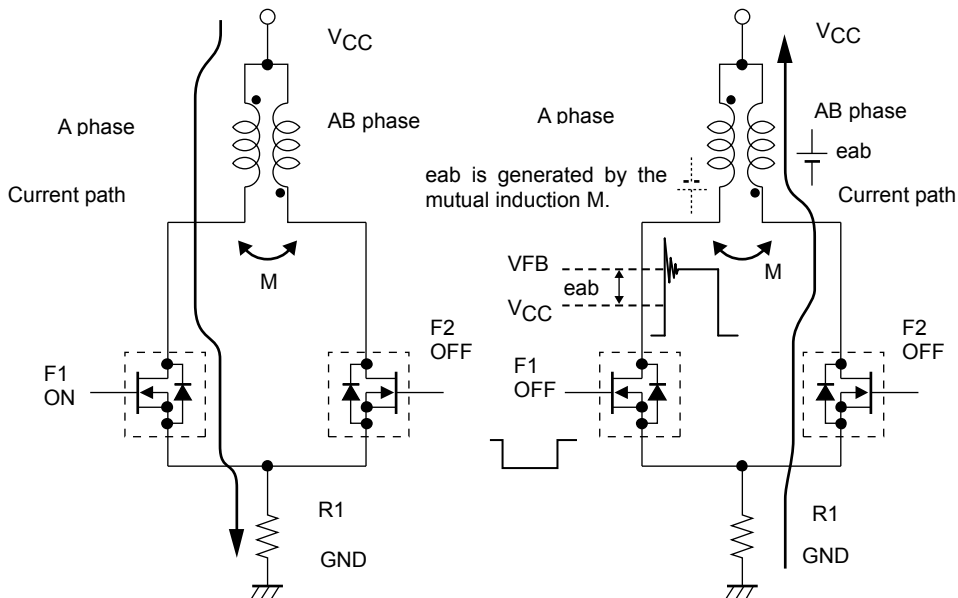 VCC
A phase
AB phase
Current path
M
F1
ON
F2
OFF
R1
GND
VCC
A phase
AB phase
eab
eab is generated by the
mutual induction M.
Current path
VFB
eab
VCC
M
F1
OFF
F2
OFF
R1
GND